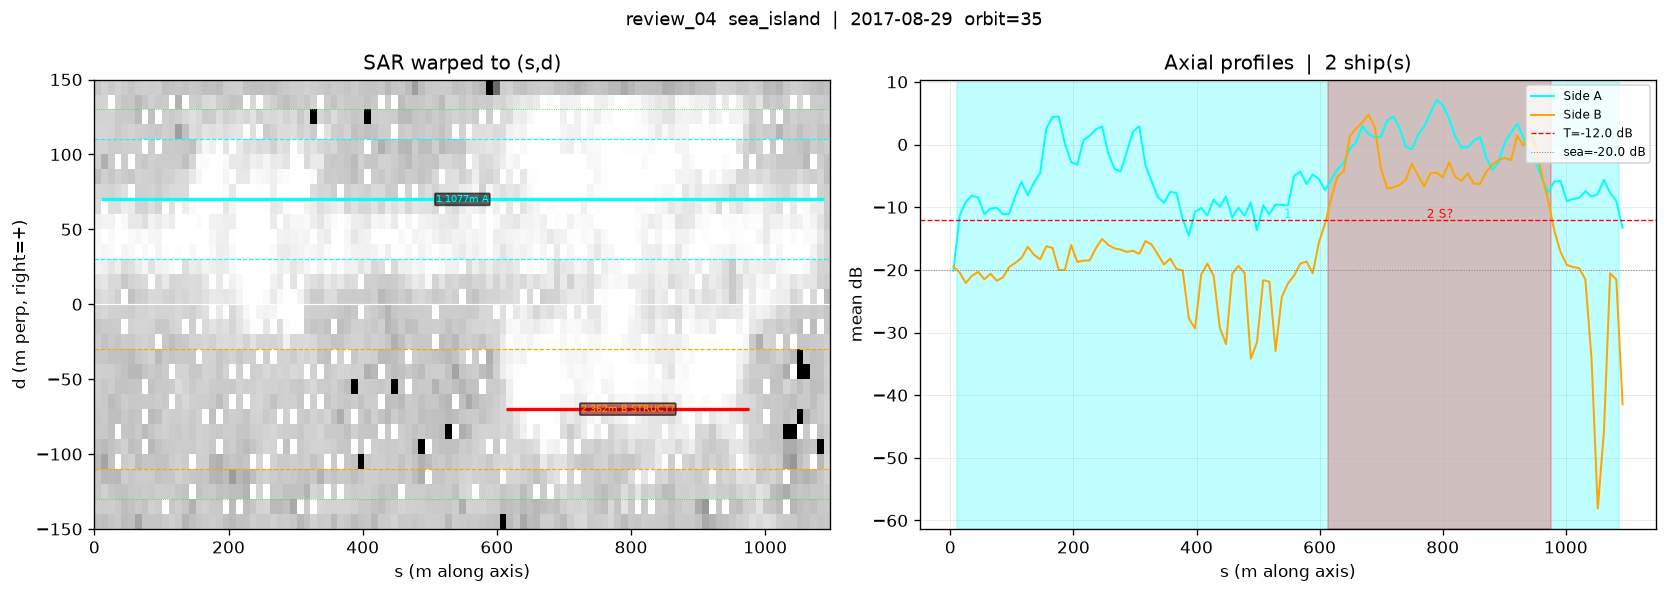 review_04  sea_island  |  2017-08-29  orbit=35
SAR warped to (s,d)
150
100
50
0
−50
−100
−150
d (m perp, right=+)
1 1077m A
2 362m B STRUCT?
0
200
400
600
800
1000
s (m along axis)
Axial profiles  |  2 ship(s)
10
0
−10
−20
−30
−40
−50
−60
mean dB
Side A
Side B
T=-12.0 dB
sea=-20.0 dB
1
2 S?
0
200
400
600
800
1000
s (m along axis)